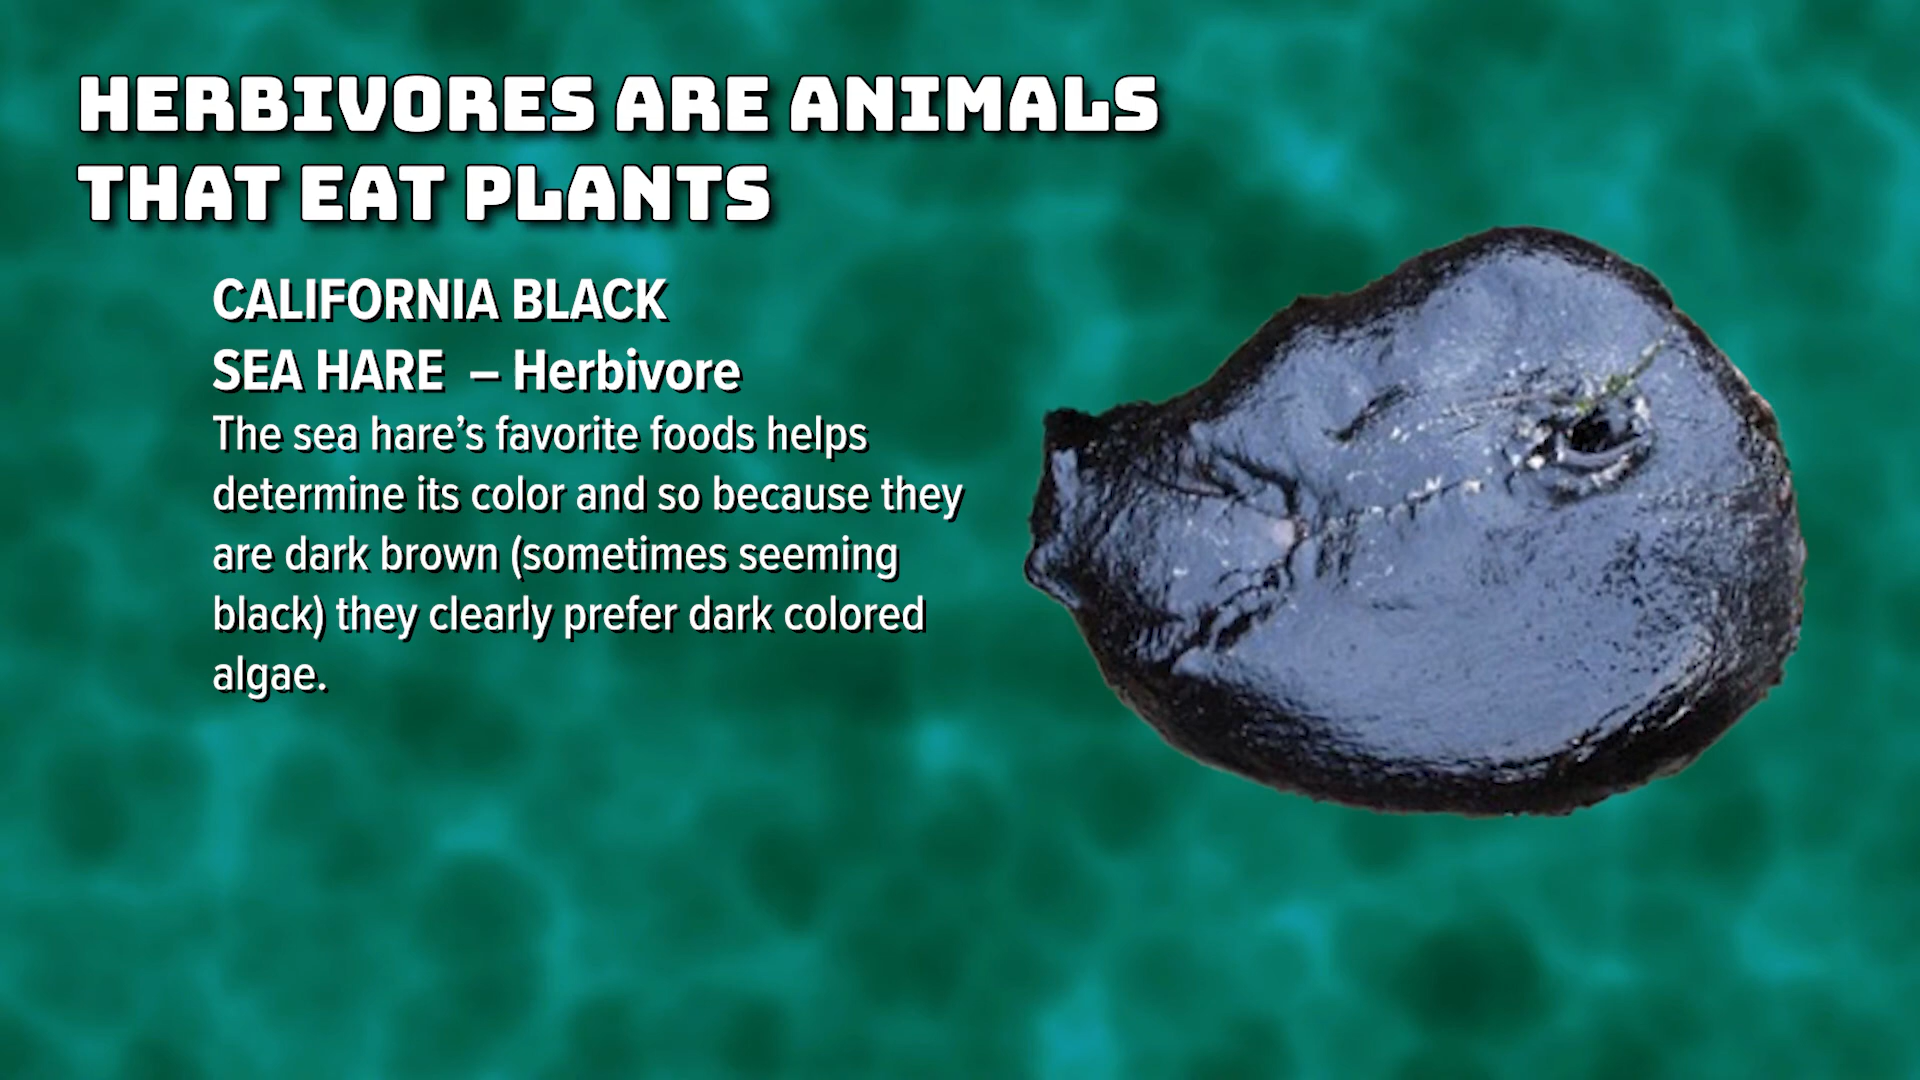 HERBIVORES ARE ANIMALS
THAT EAT PLANTS
CALIFORNIA BLACK
SEA HARE – Herbivore
The sea hare’s favorite foods helps
determine its color and so because they
are dark brown (sometimes seeming
black) they clearly prefer dark colored
algae.